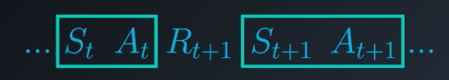 ... S_t A_t R_{t+1} S_{t+1} A_{t+1} ...